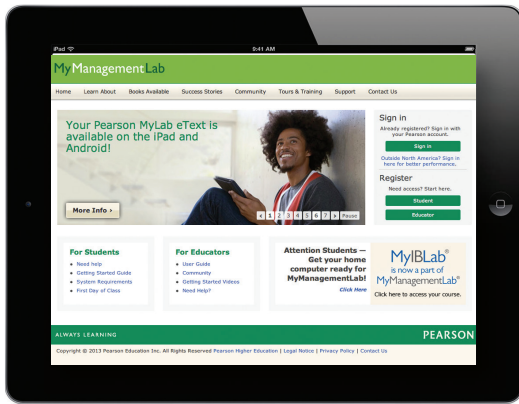 iPad
9:41 AM
MyManagementLab
Home Learn About Books Available Success Stories Community Tours & Training Support Contact Us
Your Pearson MyLab eText is
available on the iPad and
Android!
More Info ›
1 2 3 4 5 6 7 Pause
Sign in
Already registered? Sign in with
your Pearson account.
Sign in
Outside North America? Sign in
here for better performance.
Register
Need access? Start here.
Student
Educator
For Students
• Need help
• Getting Started Guide
• System Requirements
• First Day of Class
For Educators
• User Guide
• Community
• Getting Started Videos
• Need Help?
Attention Students —
Get your home
computer ready for
MyManagementLab!
Click Here
MyIBLab®
is now a part of
MyManagementLab®
Click here to access your course.
ALWAYS LEARNING
PEARSON
Copyright © 2013 Pearson Education Inc. All Rights Reserved Pearson Higher Education | Legal Notice | Privacy Policy | Contact Us